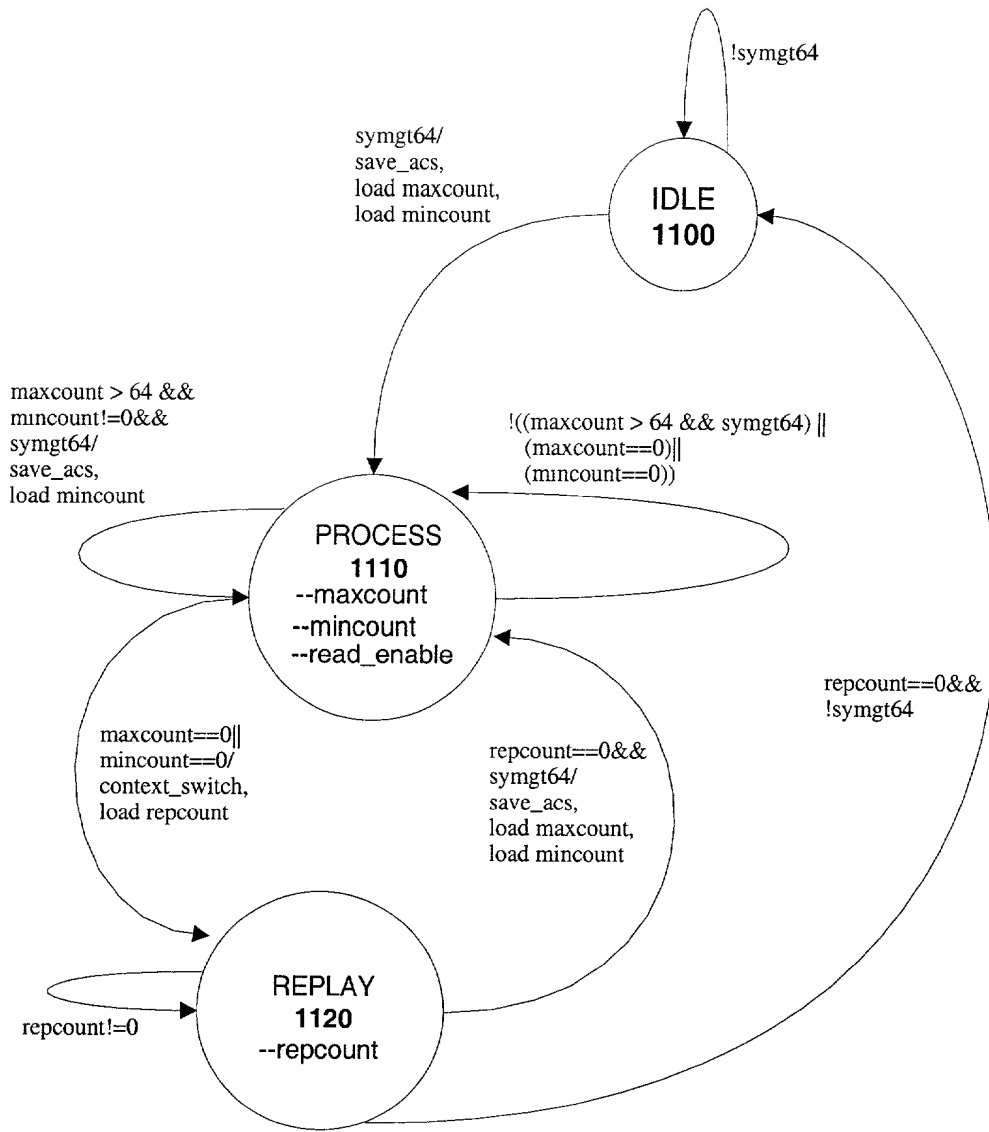 !symgt64
symgt64/
save_acs,
load maxcount,
load mincount
IDLE
1100
maxcount > 64 &&
mincount!=0&&
symgt64/
save_acs,
load mincount
!((maxcount > 64 && symgt64) ||
(maxcount==0)||
(mincount==0))
PROCESS
1110
--maxcount
--mincount
--read_enable
repcount==0&&
!symgt64
maxcount==0||
mincount==0/
context_switch,
load repcount
repcount==0&&
symgt64/
save_acs,
load maxcount,
load mincount
REPLAY
1120
--repcount
repcount!=0